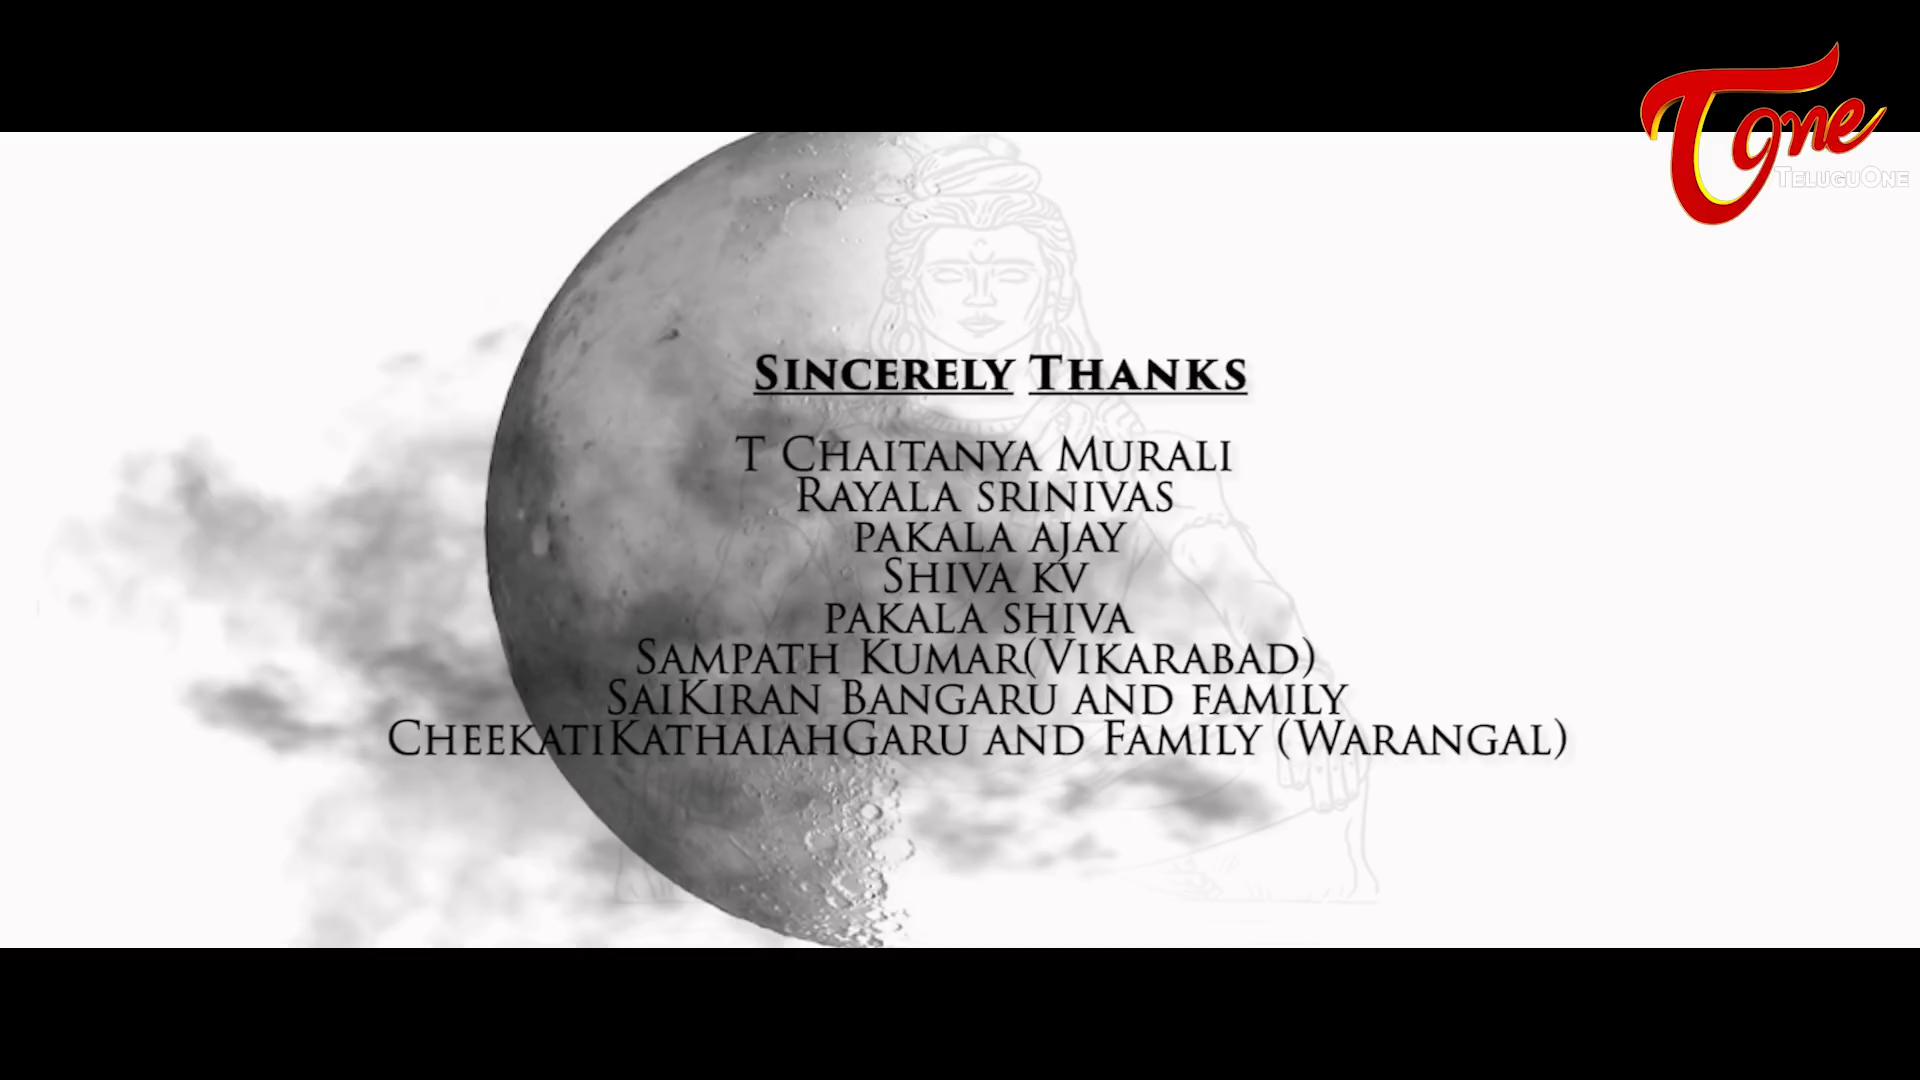 Tone
TELUGUONE
SINCERELY THANKS
T CHAITANYA MURALI
RAYALA SRINIVAS
PAKALA AJAY
SHIVA KV
PAKALA SHIVA
SAMPATH KUMAR(VIKARABAD)
SAIKIRAN BANGARU AND FAMILY
CHEEKATIKATHAIAHGARU AND FAMILY (WARANGAL)